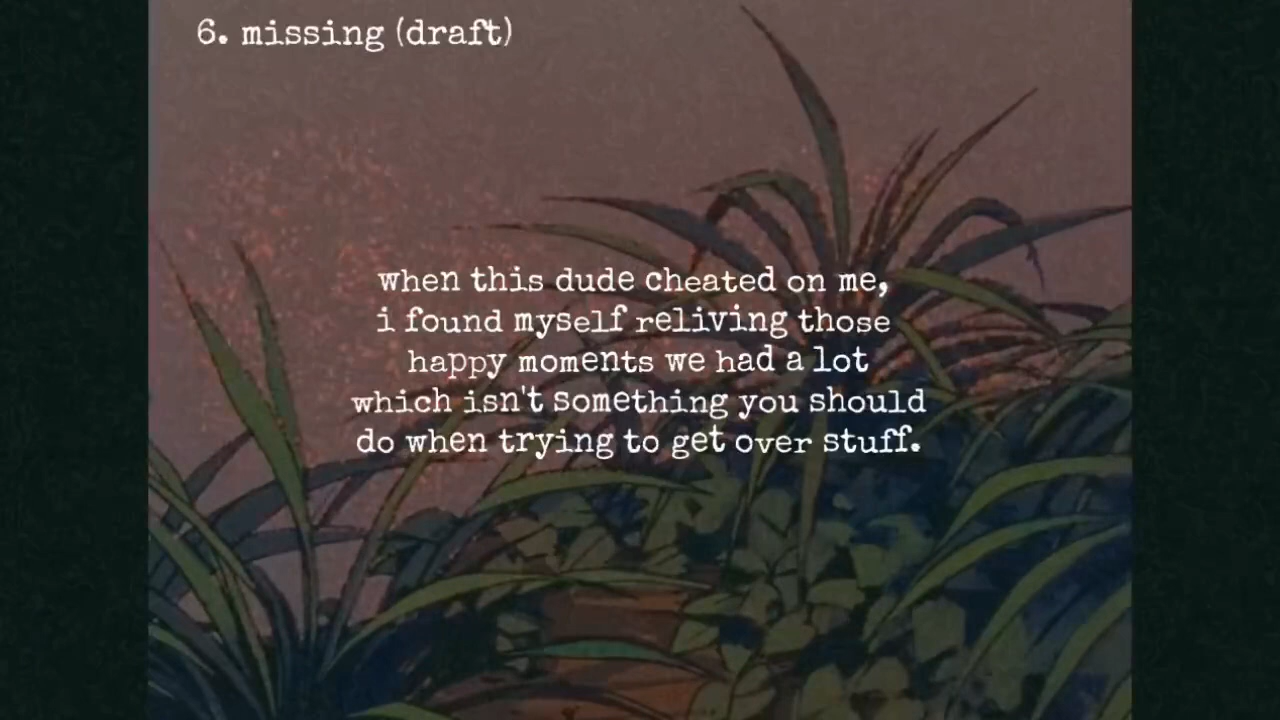 6. missing (draft)
when this dude cheated on me,
i found myself reliving those
happy moments we had a lot
which isn't something you should
do when trying to get over stuff.